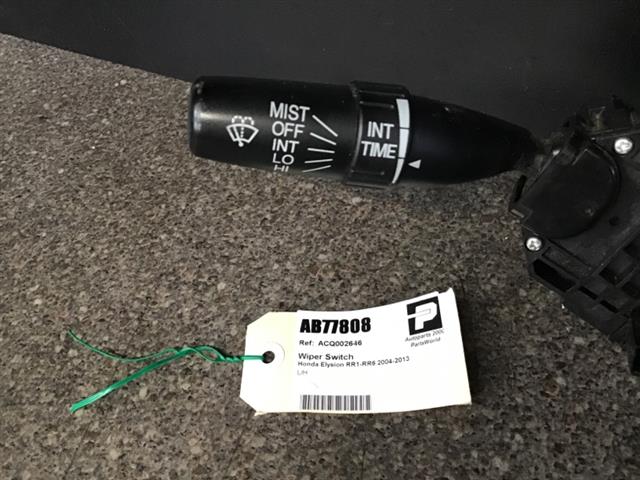 MIST
OFF
INT
LO
HI
INT
TIME
AB77808
Ref: ACQ002646
P
Autoparts 2000
PartsWorld
Wiper Switch
Honda Elysion RR1-RR6 2004-2013
L/H